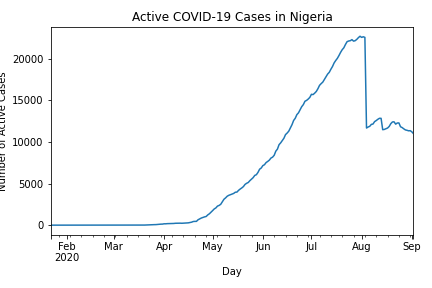 Active COVID-19 Cases in Nigeria
Number of Active Cases
20000
15000
10000
5000
0
Feb Mar Apr May Jun Jul Aug Sep
2020
Day